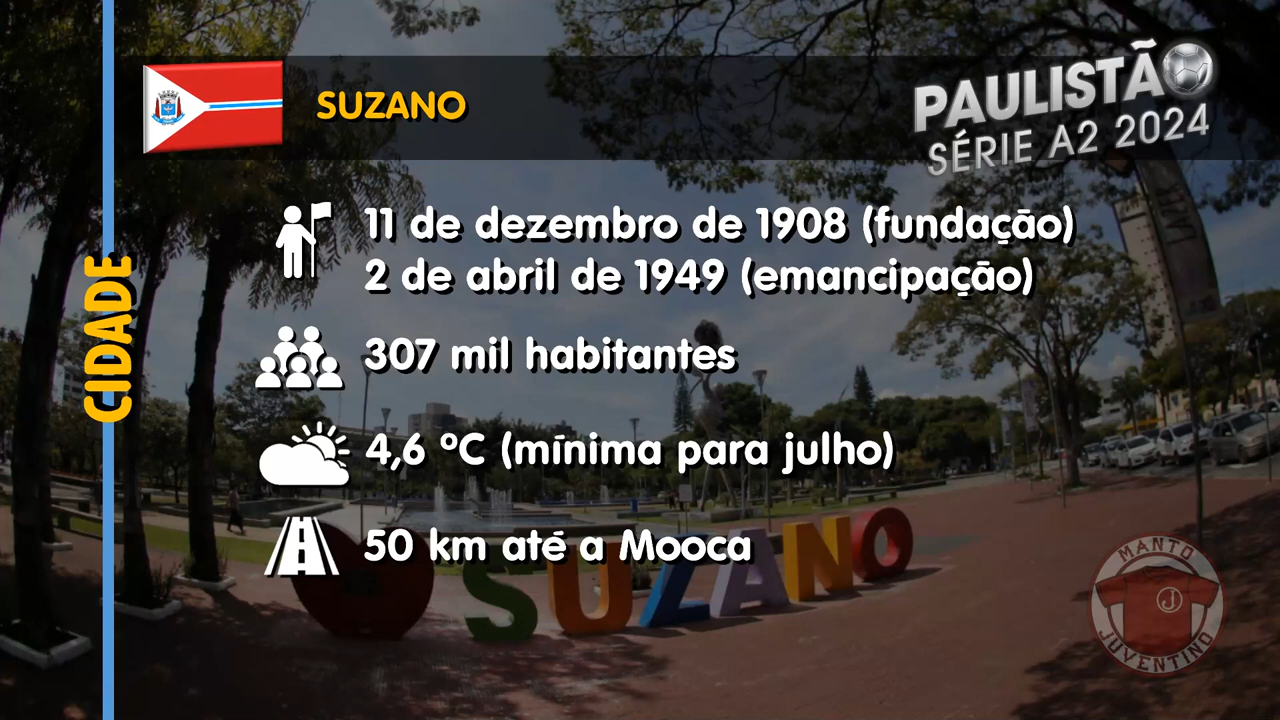 SUZANO
PAULISTÃO
SÉRIE A2 2024
CIDADE
11 de dezembro de 1908 (fundação)
2 de abril de 1949 (emancipação)
307 mil habitantes
4,6 ºC (mínima para julho)
50 km até a Mooca
SUZANO
MANTO
J
JUVENTINO